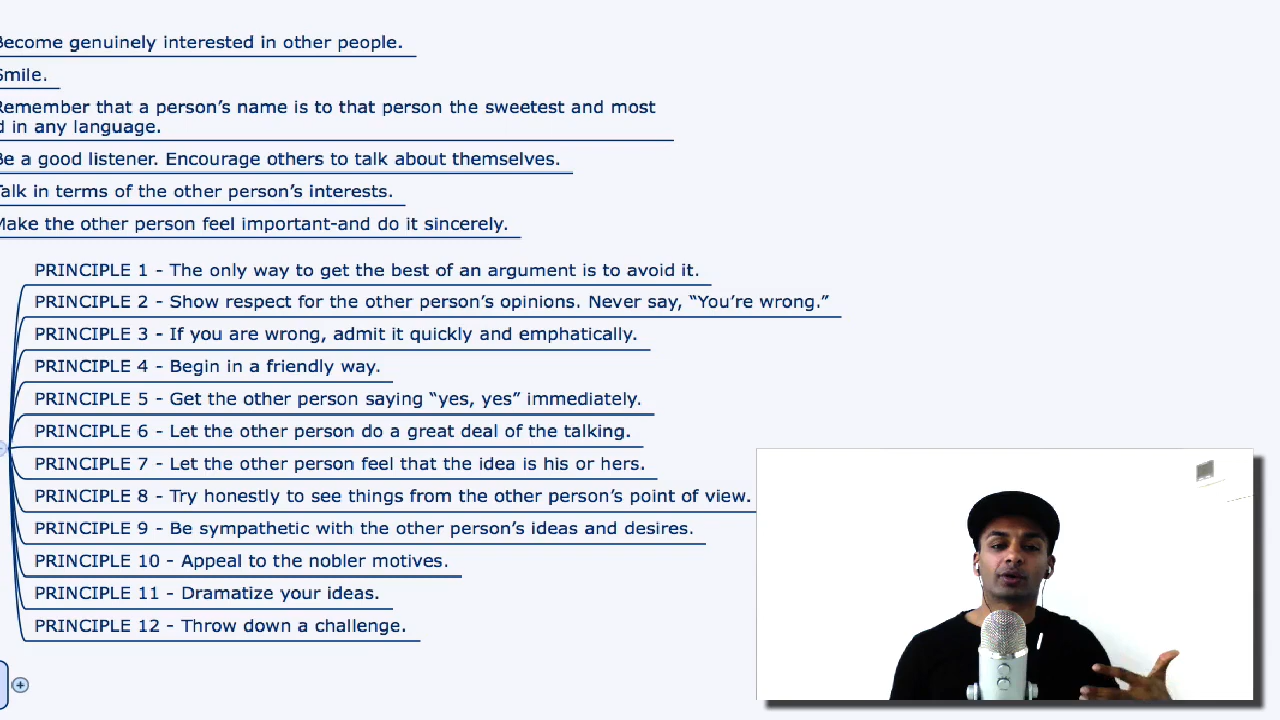 Become genuinely interested in other people.
Smile.
Remember that a person’s name is to that person the sweetest and most
d in any language.
Be a good listener. Encourage others to talk about themselves.
Talk in terms of the other person’s interests.
Make the other person feel important-and do it sincerely.
PRINCIPLE 1 - The only way to get the best of an argument is to avoid it.
PRINCIPLE 2 - Show respect for the other person’s opinions. Never say, “You’re wrong.”
PRINCIPLE 3 - If you are wrong, admit it quickly and emphatically.
PRINCIPLE 4 - Begin in a friendly way.
PRINCIPLE 5 - Get the other person saying “yes, yes” immediately.
PRINCIPLE 6 - Let the other person do a great deal of the talking.
PRINCIPLE 7 - Let the other person feel that the idea is his or hers.
PRINCIPLE 8 - Try honestly to see things from the other person’s point of view.
PRINCIPLE 9 - Be sympathetic with the other person’s ideas and desires.
PRINCIPLE 10 - Appeal to the nobler motives.
PRINCIPLE 11 - Dramatize your ideas.
PRINCIPLE 12 - Throw down a challenge.